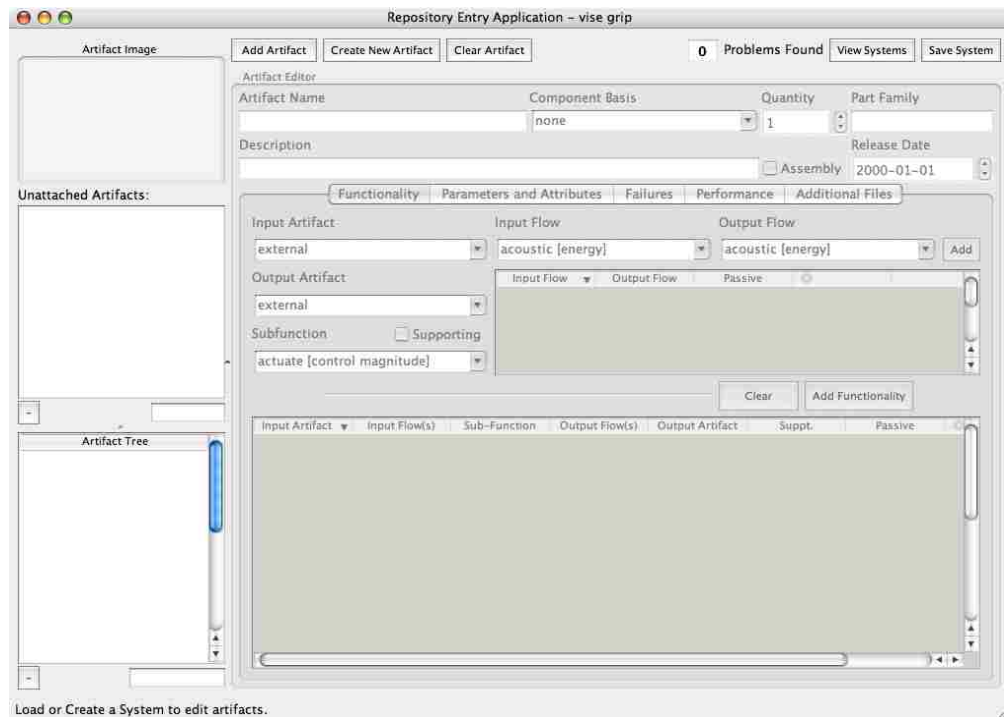 Repository Entry Application – vise grip
Artifact Image
Add Artifact
Create New Artifact
Clear Artifact
0 Problems Found
View Systems
Save System
Artifact Editor
Artifact Name
Component Basis
Quantity
Part Family
none
1
Description
Release Date
Assembly
2000-01-01
Unattached Artifacts:
Functionality
Parameters and Attributes
Failures
Performance
Additional Files
Input Artifact
Input Flow
Output Flow
external
acoustic [energy]
acoustic [energy]
Add
Output Artifact
Input Flow
Output Flow
Passive
external
Subfunction
Supporting
actuate [control magnitude]
Clear
Add Functionality
-
Input Artifact
Input Flow(s)
Sub-Function
Output Flow(s)
Output Artifact
Suppt.
Passive
Artifact Tree
-
Load or Create a System to edit artifacts.